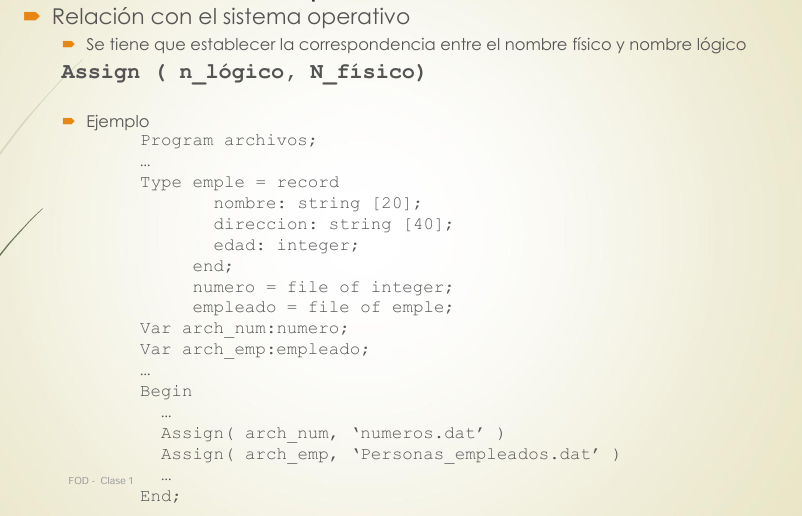 Relación con el sistema operativo
Se tiene que establecer la correspondencia entre el nombre físico y nombre lógico
Assign ( n_lógico, N_físico)
Ejemplo
Program archivos;
…
Type emple = record
nombre: string [20];
direccion: string [40];
edad: integer;
end;
numero = file of integer;
empleado = file of emple;
Var arch_num:numero;
Var arch_emp:empleado;
…
Begin
…
Assign( arch_num, ‘numeros.dat’ )
Assign( arch_emp, ‘Personas_empleados.dat’ )
…
End;
FOD - Clase 1